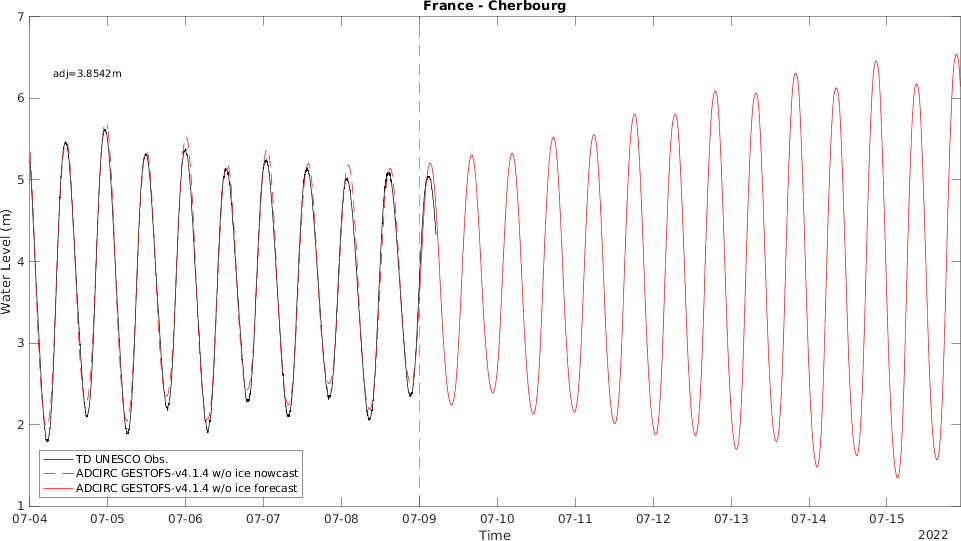 France - Cherbourg
7
adj=3.8542m
6
5
4
3
2
1
Water Level (m)
TD UNESCO Obs.
ADCIRC GESTOFS-v4.1.4 w/o ice nowcast
ADCIRC GESTOFS-v4.1.4 w/o ice forecast
07-04 07-05 07-06 07-07 07-08 07-09 07-10 07-11 07-12 07-13 07-14 07-15
Time
2022